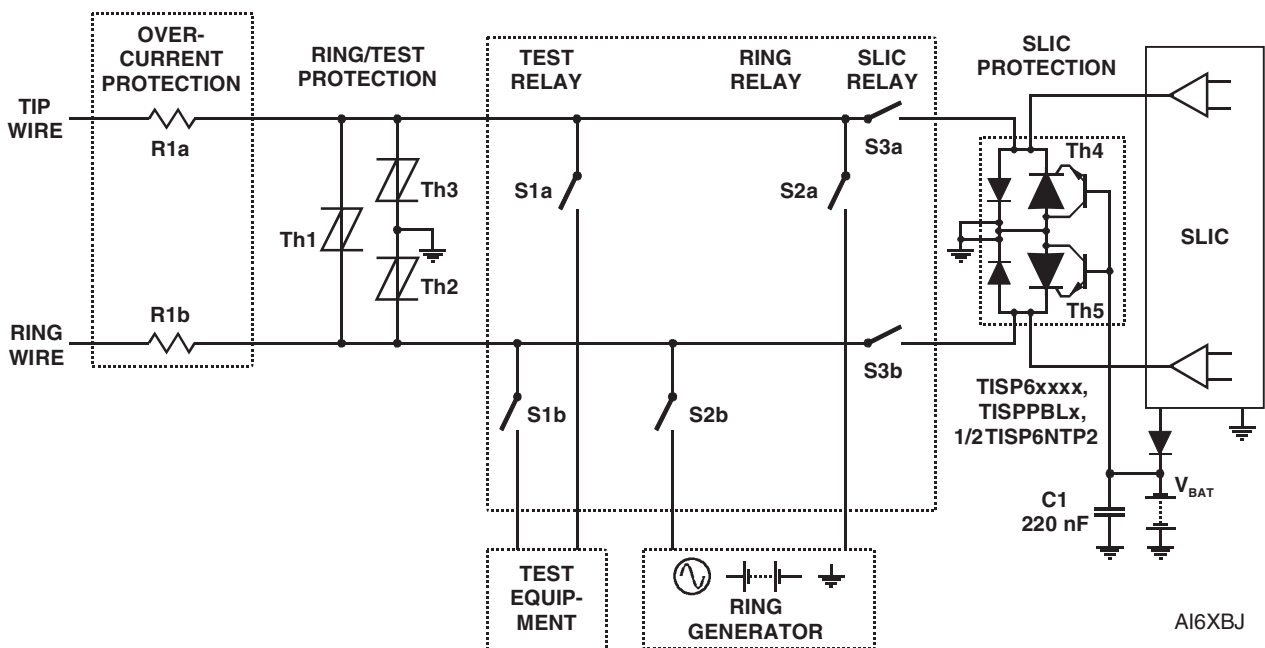 OVER-
CURRENT
PROTECTION
RING/TEST
PROTECTION
TEST
RELAY
RING
RELAY
SLIC
RELAY
SLIC
PROTECTION
TIP
WIRE
R1a
Th3
Th1
Th2
S1a
S2a
S3a
Th4
SLIC
Th5
R1b
RING
WIRE
S3b
S1b
S2b
TISP6xxxx,
TISPPBLx,
1/2TISP6NTP2
C1
220 nF
VBAT
TEST
EQUIP-
MENT
RING
GENERATOR
AI6XBJ